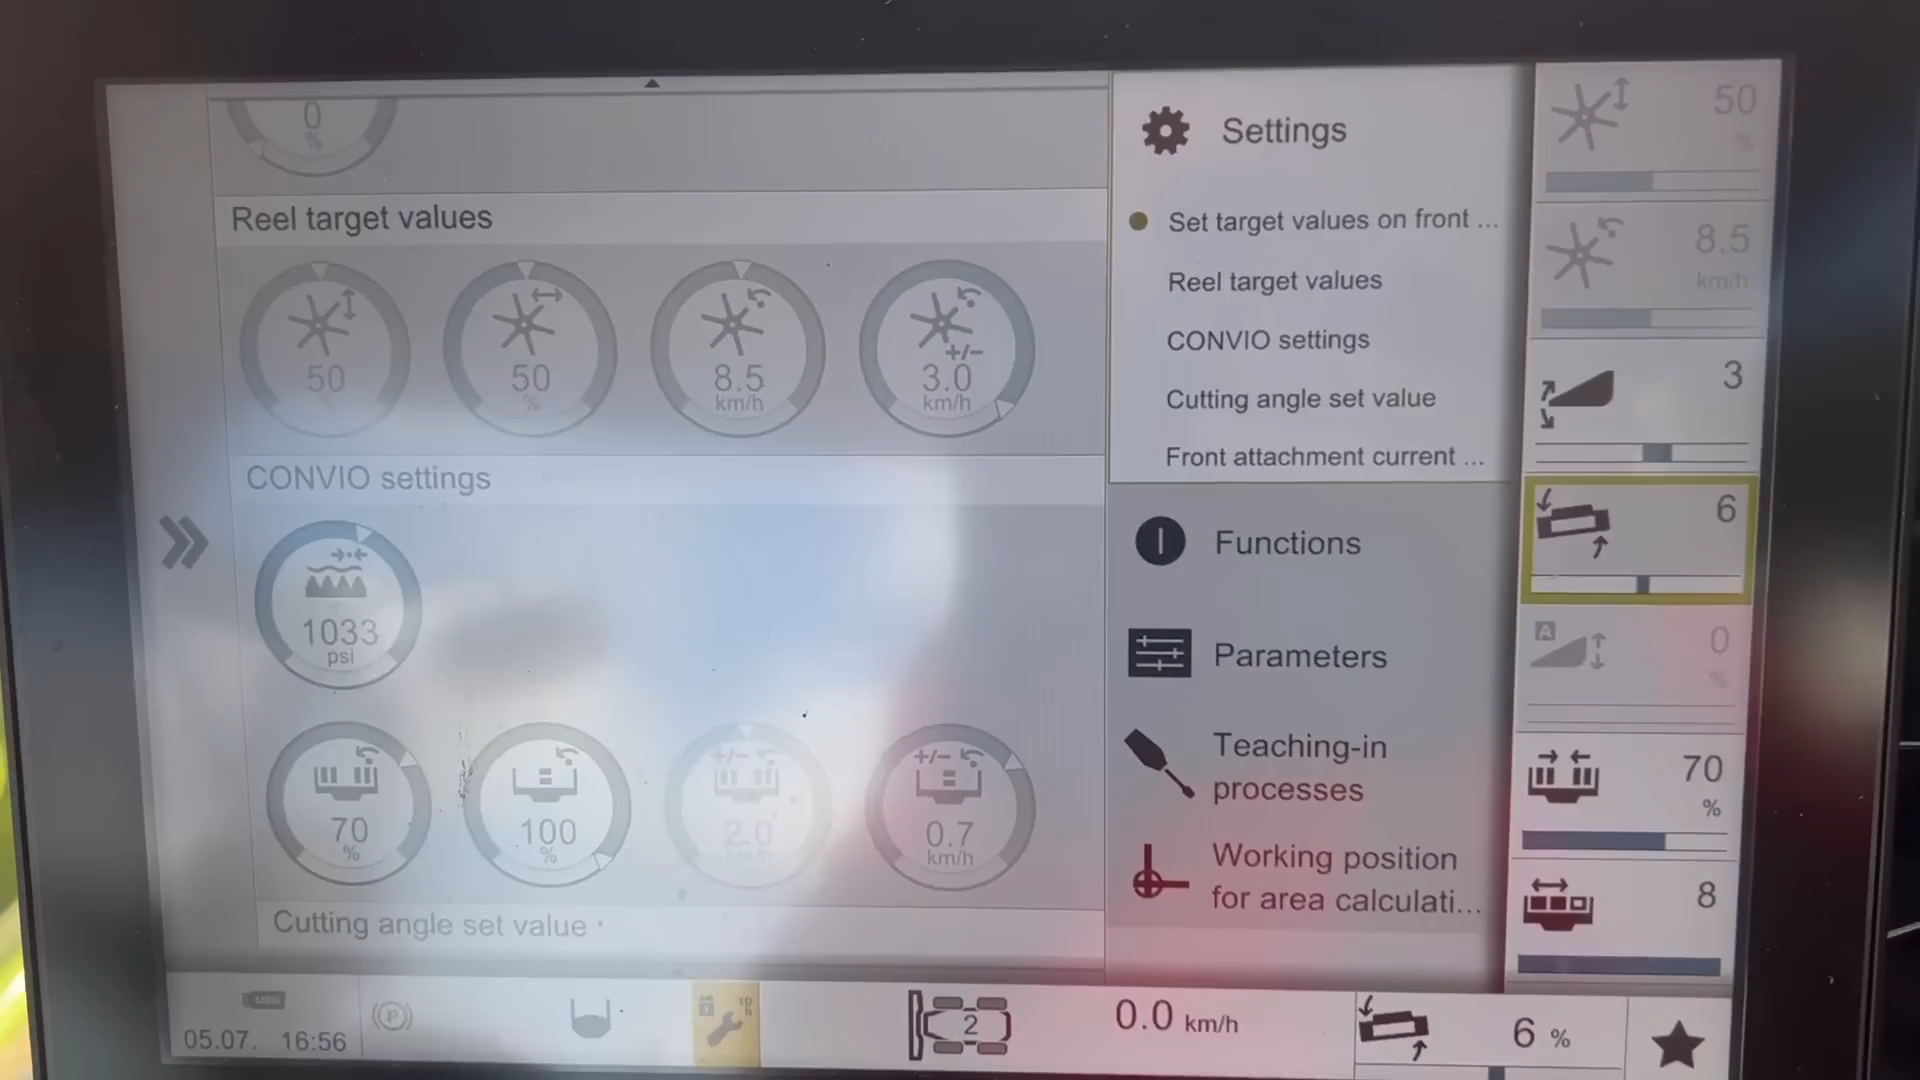 0
%
Reel target values
50
%
50
%
8.5
km/h
+/-
3.0
km/h
CONVIO settings
1033
psi
70
%
100
%
+/-
2.0
km/h
+/-
0.7
km/h
Cutting angle set value
Settings
Set target values on front ...
Reel target values
CONVIO settings
Cutting angle set value
Front attachment current ...
Functions
Parameters
Teaching-in
processes
Working position
for area calculati...
50
%
8.5
km/h
3
6
A
0
%
70
%
8
05.07. 16:56
P
2
0.0 km/h
6 %